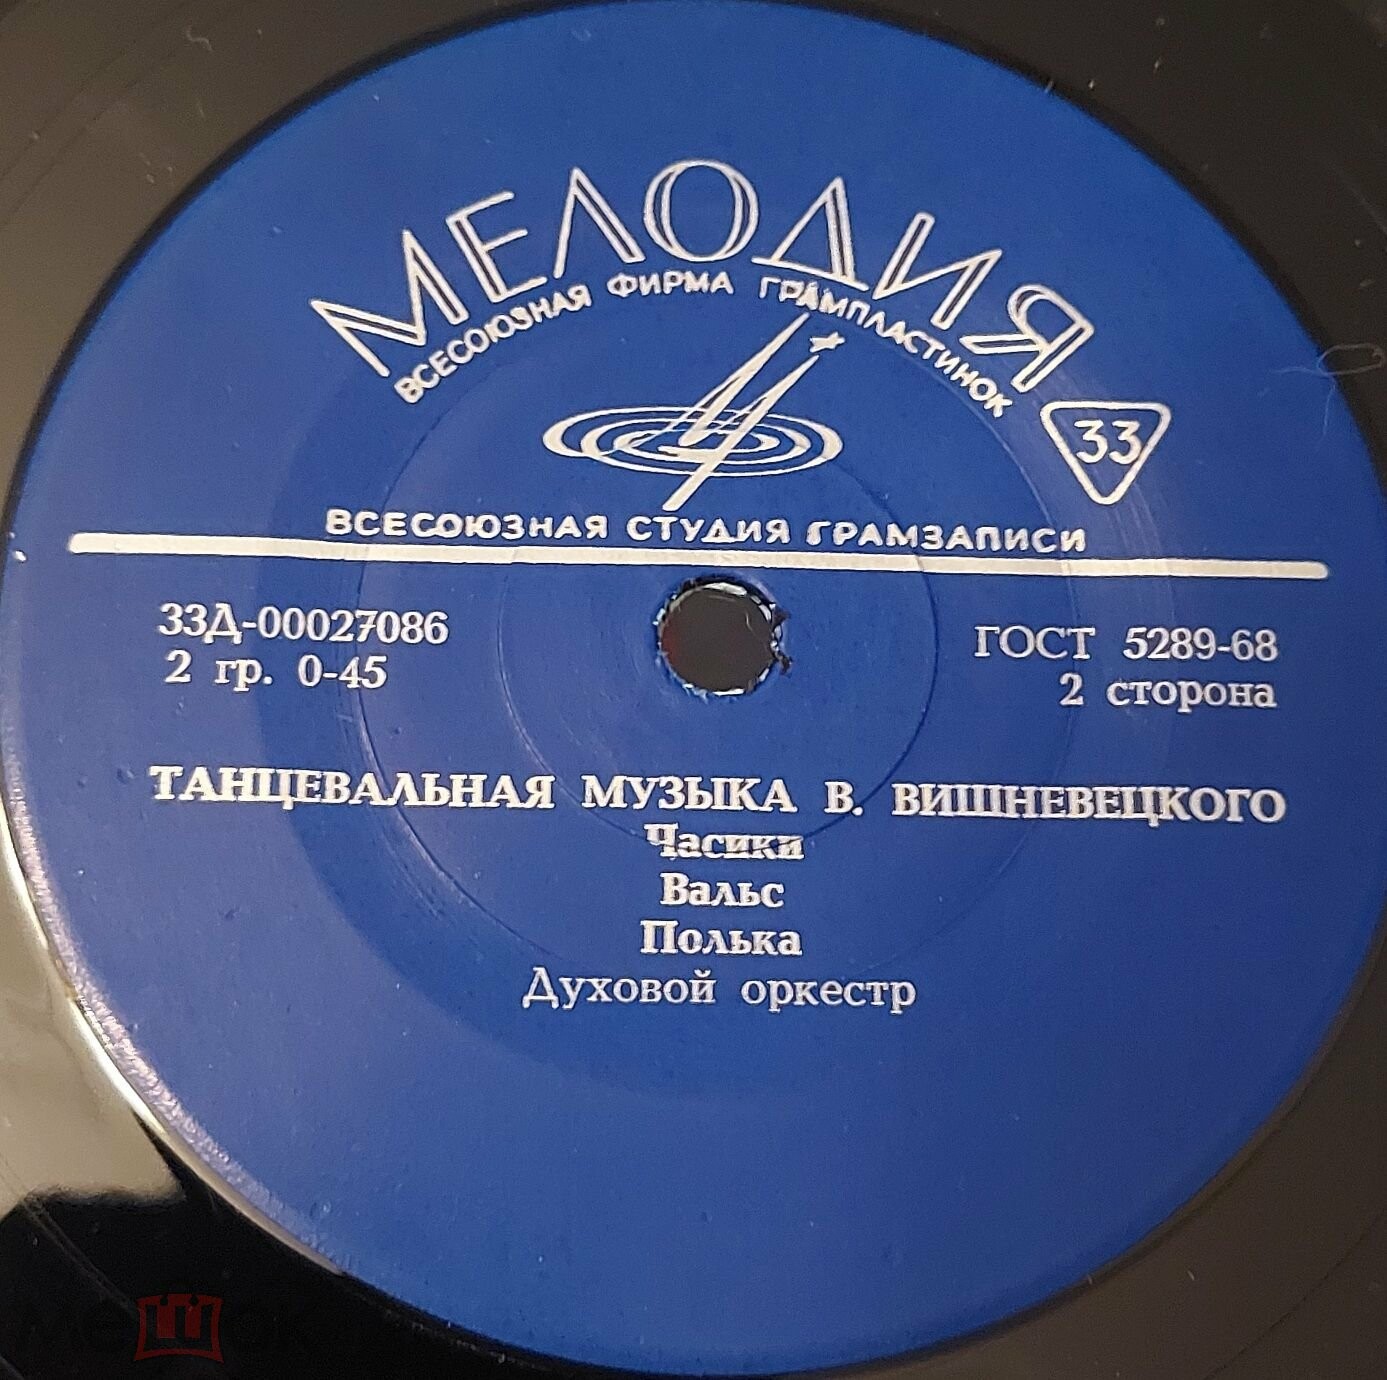 МЕЛОДИЯ
ВСЕСОЮЗНАЯ ФИРМА ГРАМПЛАСТИНОК
33
ВСЕСОЮЗНАЯ СТУДИЯ ГРАМЗАПИСИ
33Д-00027086
2 гр. 0-45
ГОСТ 5289-68
2 сторона
ТАНЦЕВАЛЬНАЯ МУЗЫКА В. ВИШНЕВЕЦКОГО
Часики
Вальс
Полька
Духовой оркестр